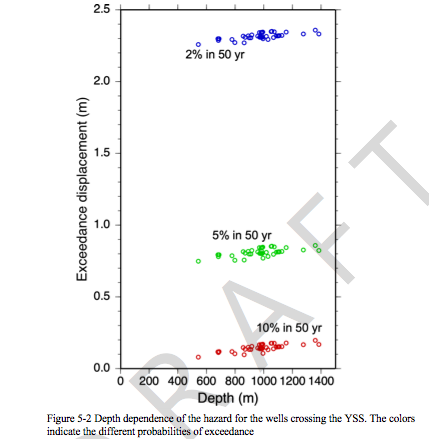 2.5
2% in 50 yr
2.0
1.5
Exceedance displacement (m)
1.0
5% in 50 yr
0.5
10% in 50 yr
0.0
0 200 400 600 800 1000 1200 1400
Depth (m)
DRAFT
Figure 5-2 Depth dependence of the hazard for the wells crossing the YSS. The colors
indicate the different probabilities of exceedance